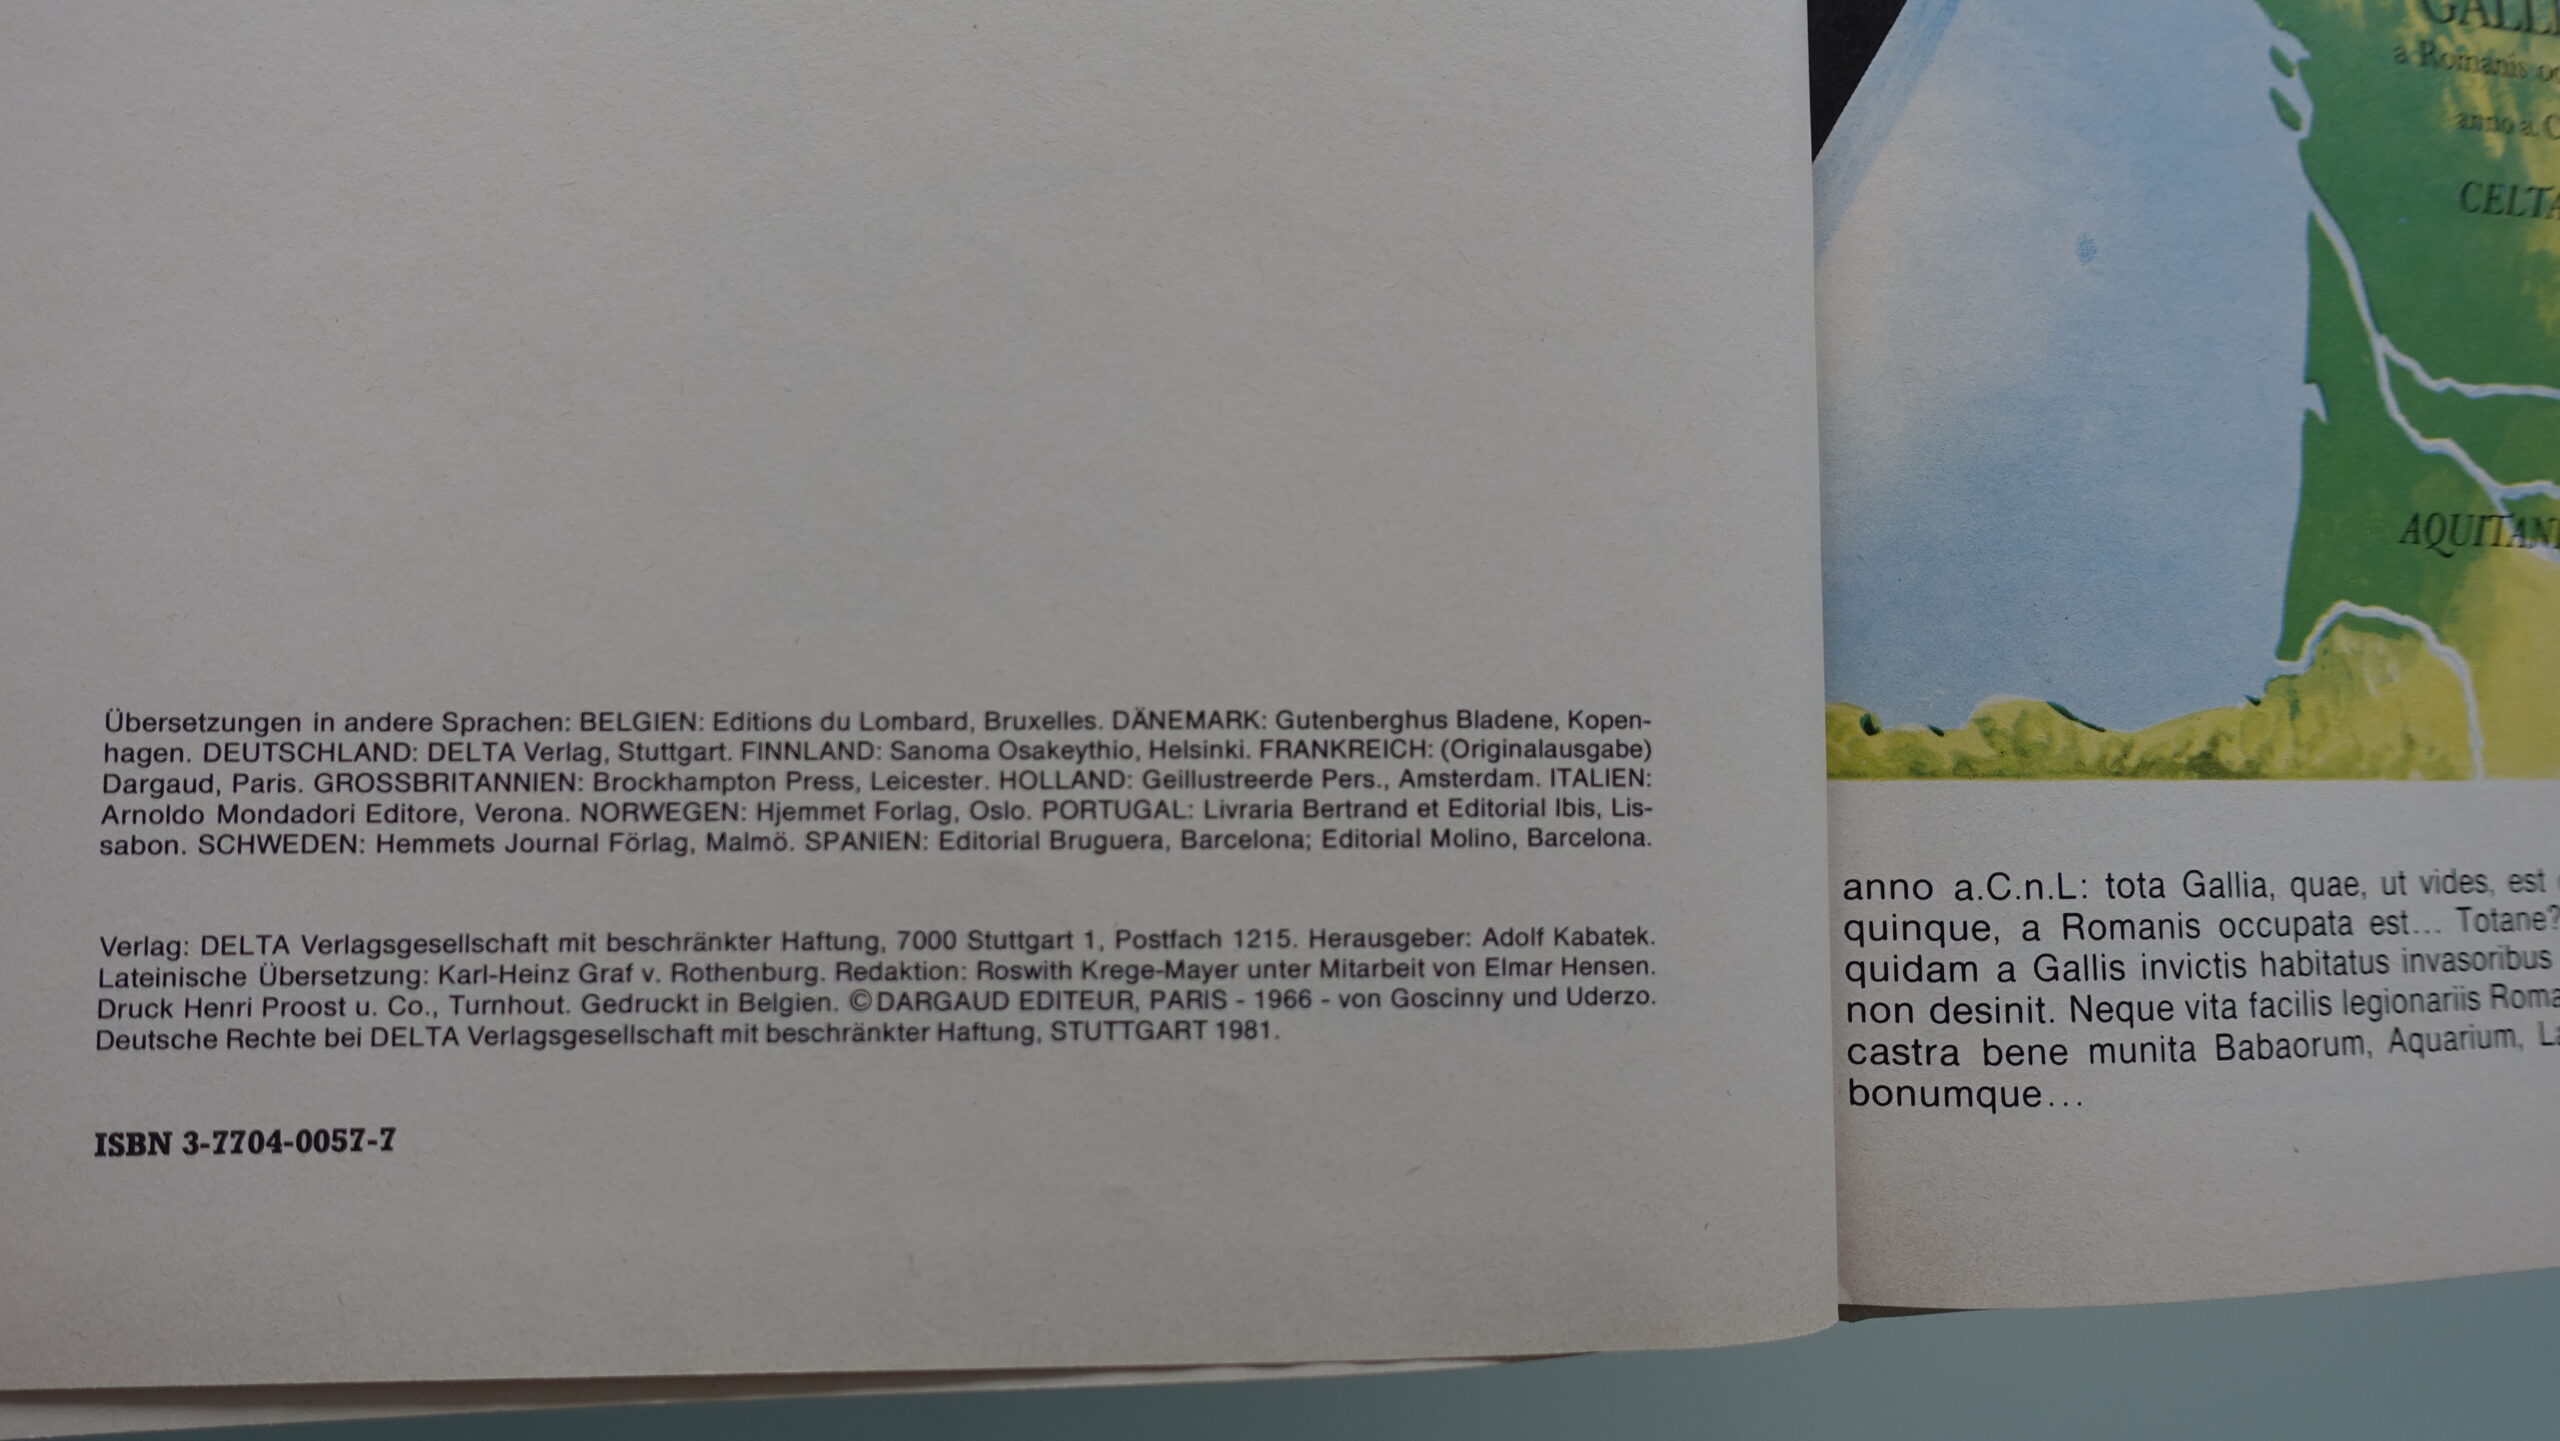 Übersetzungen in andere Sprachen: BELGIEN: Editions du Lombard, Bruxelles. DÄNEMARK: Gutenberghus Bladene, Kopen-
hagen. DEUTSCHLAND: DELTA Verlag, Stuttgart. FINNLAND: Sanoma Osakeythio, Helsinki. FRANKREICH: (Originalausgabe)
Dargaud, Paris. GROSSBRITANNIEN: Brockhampton Press, Leicester. HOLLAND: Geillustreerde Pers., Amsterdam. ITALIEN:
Arnoldo Mondadori Editore, Verona. NORWEGEN: Hjemmet Forlag, Oslo. PORTUGAL: Livraria Bertrand et Editorial Ibis, Lis-
sabon. SCHWEDEN: Hemmets Journal Förlag, Malmö. SPANIEN: Editorial Bruguera, Barcelona; Editorial Molino, Barcelona.
Verlag: DELTA Verlagsgesellschaft mit beschränkter Haftung, 7000 Stuttgart 1, Postfach 1215. Herausgeber: Adolf Kabatek.
Lateinische Übersetzung: Karl-Heinz Graf v. Rothenburg. Redaktion: Roswith Krege-Mayer unter Mitarbeit von Elmar Hensen.
Druck Henri Proost u. Co., Turnhout. Gedruckt in Belgien. ©DARGAUD EDITEUR, PARIS - 1966 - von Goscinny und Uderzo.
Deutsche Rechte bei DELTA Verlagsgesellschaft mit beschränkter Haftung, STUTTGART 1981.
ISBN 3-7704-0057-7
GALLI
a Romanis oc
anno a. C
CELTA
AQUITANI
anno a.C.n.L: tota Gallia, quae, ut vides, est
quinque, a Romanis occupata est... Totane?
quidam a Gallis invictis habitatus invasoribus
non desinit. Neque vita facilis legionariis Roma
castra bene munita Babaorum, Aquarium, La
bonumque...